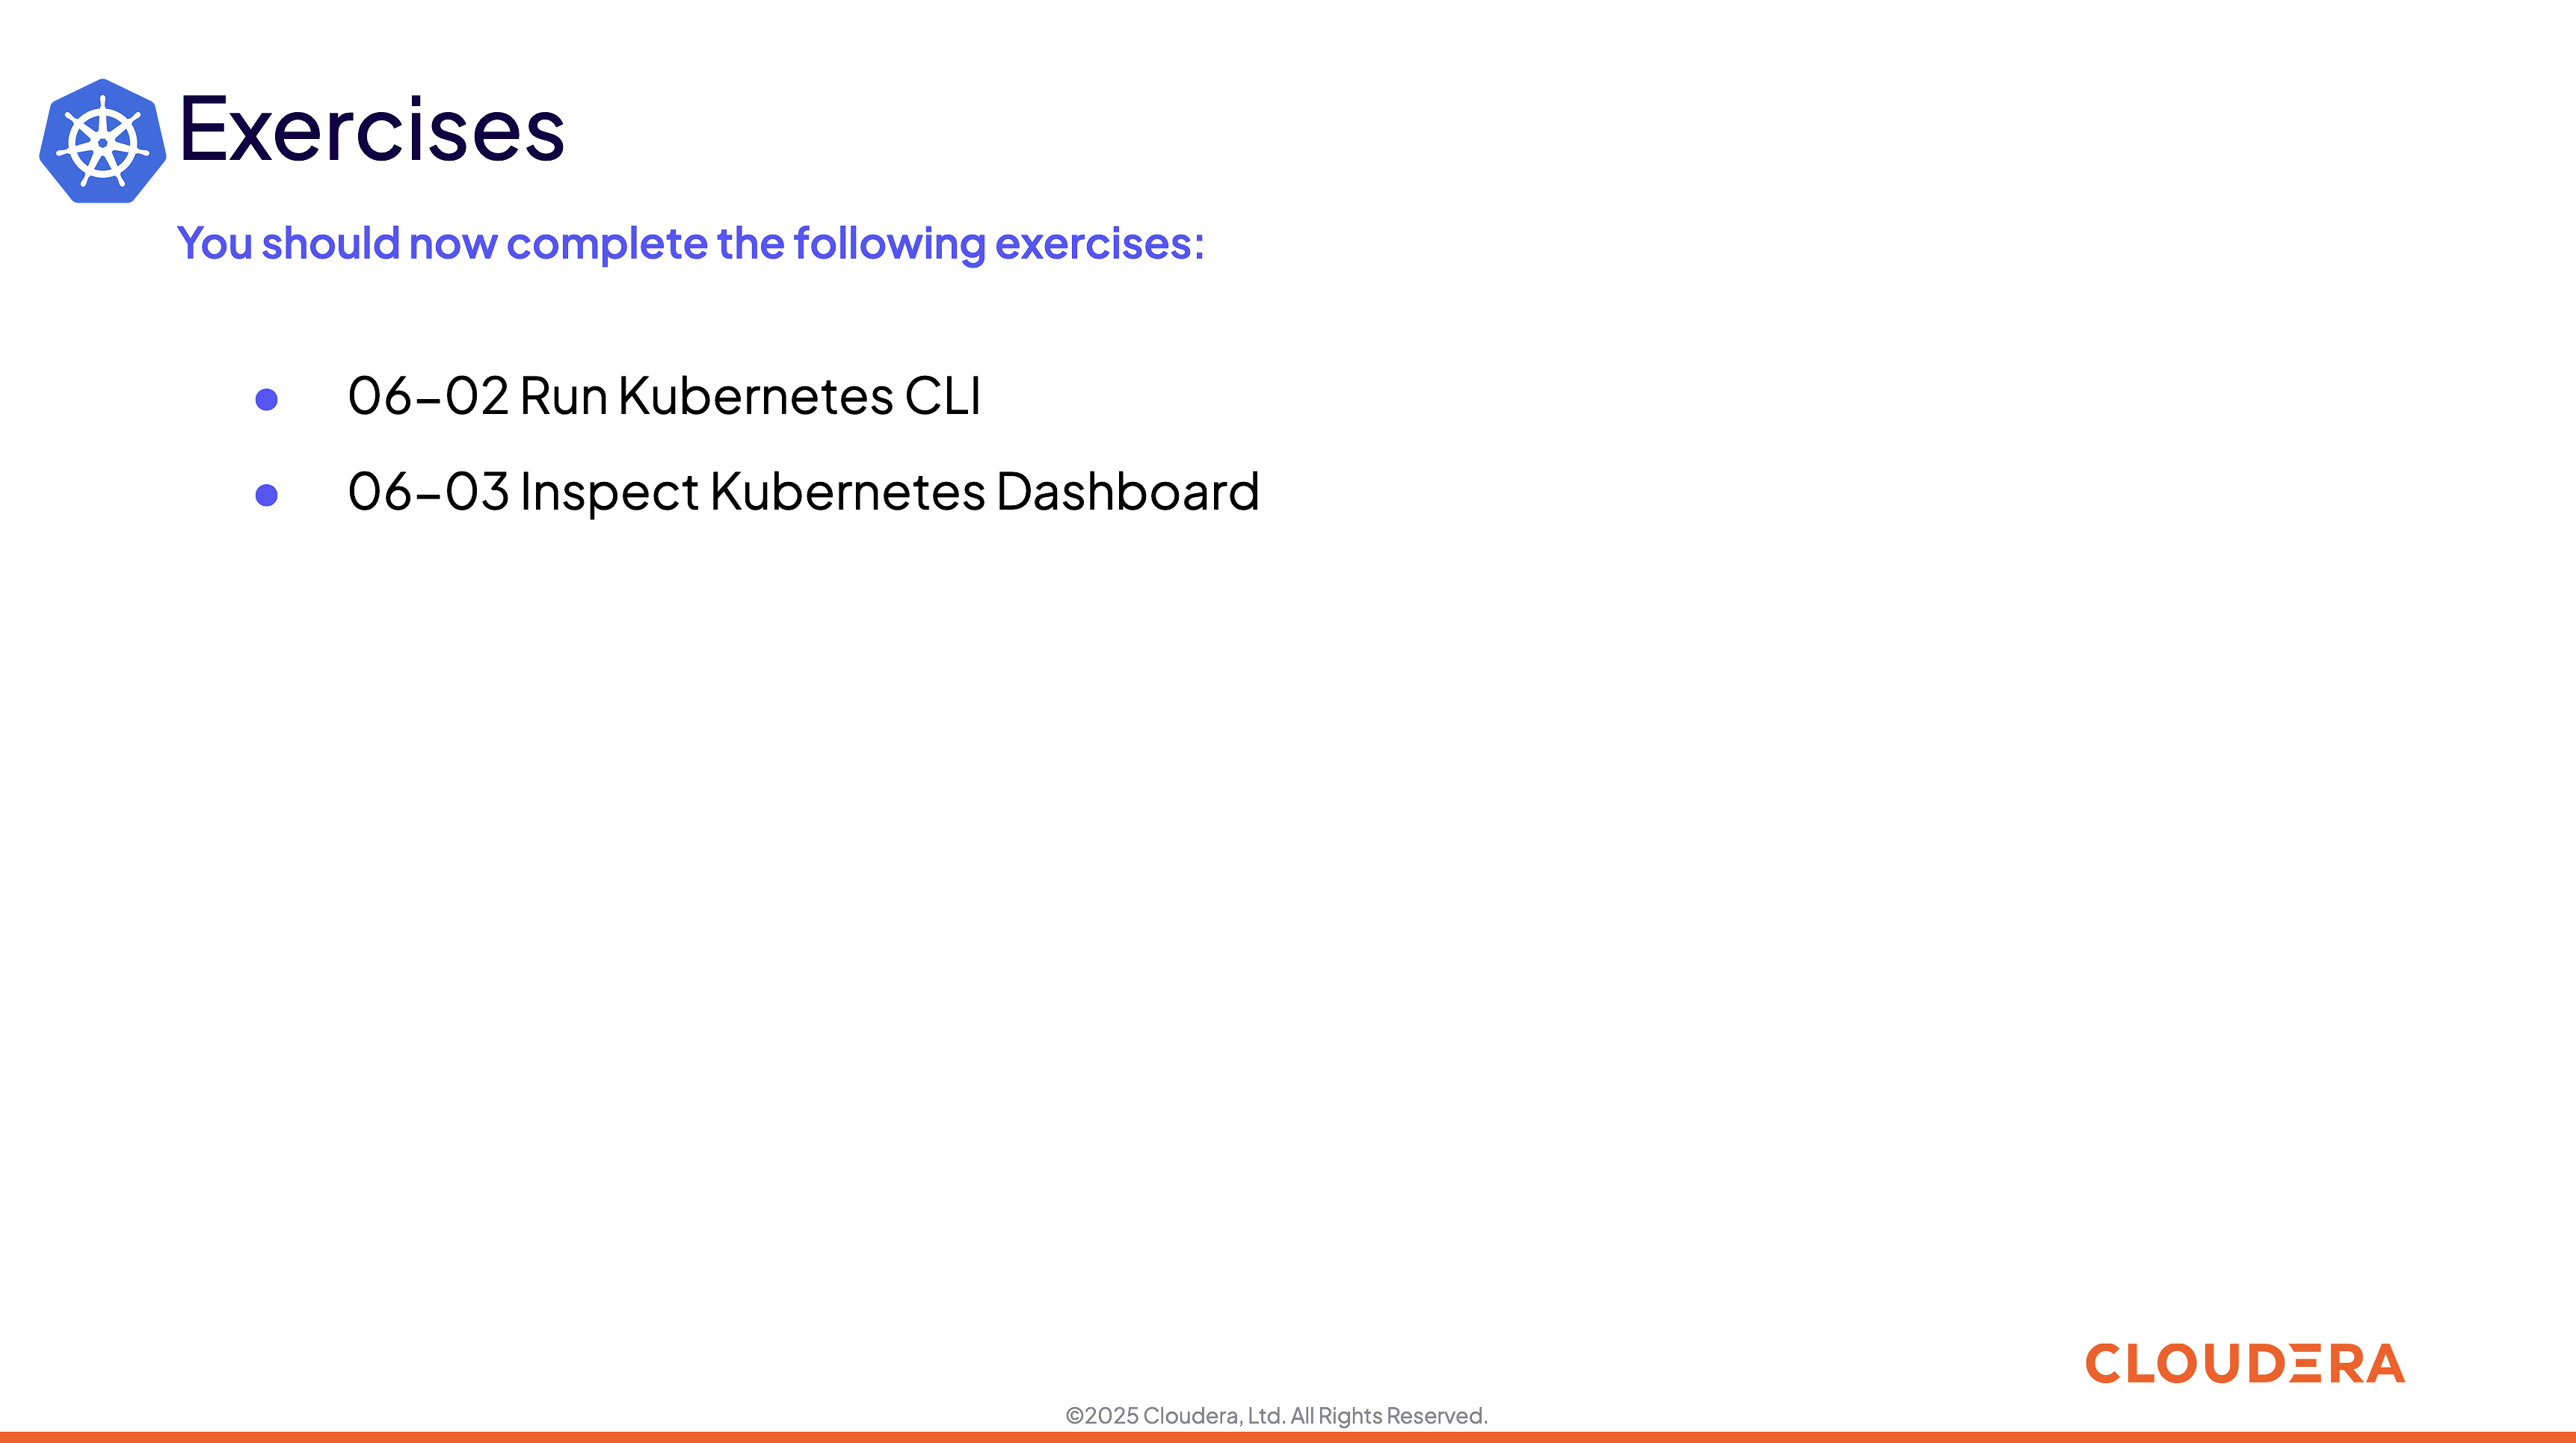 Exercises
You should now complete the following exercises:
● 06–02 Run Kubernetes CLI
● 06–03 Inspect Kubernetes Dashboard
CLOUDERA
©2025 Cloudera, Ltd. All Rights Reserved.